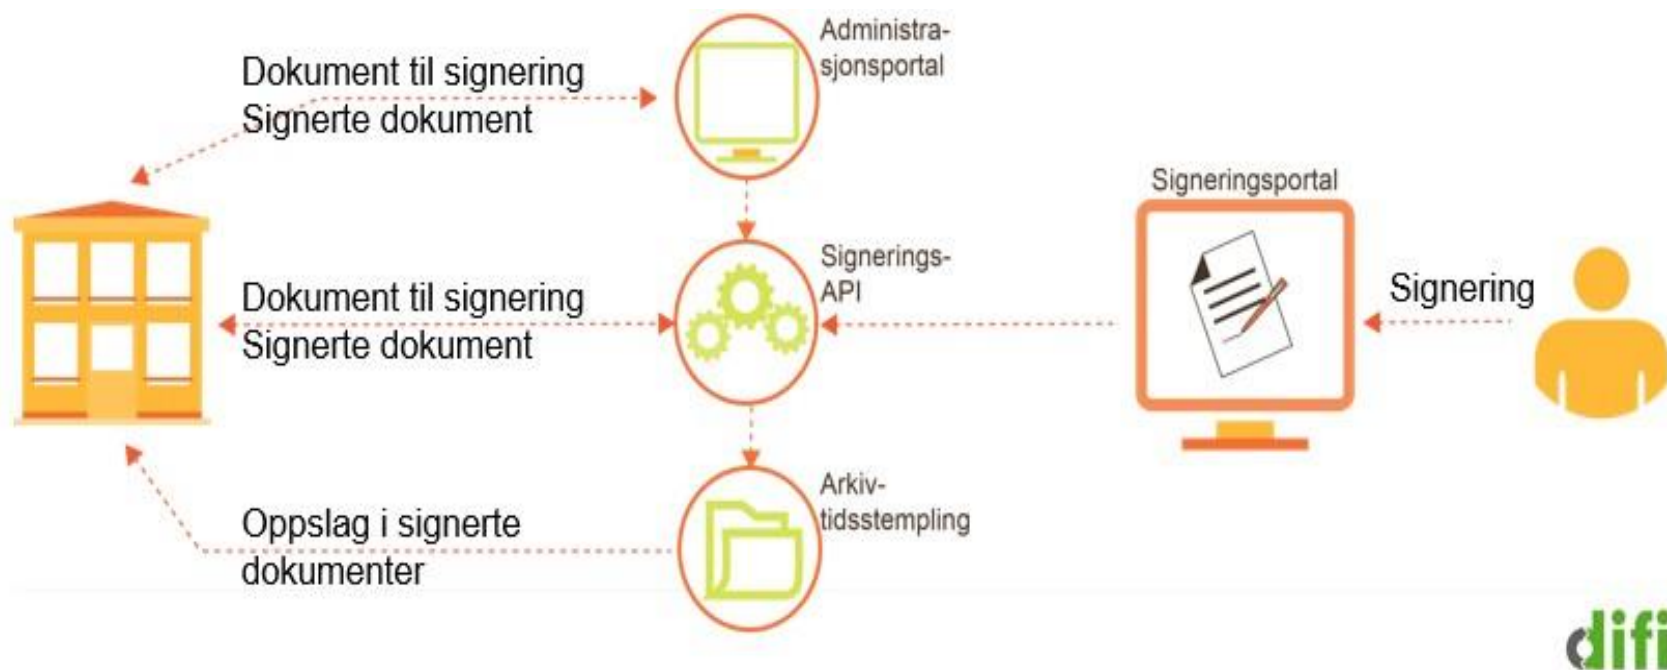 Administra-
sjonsportal
Dokument til signering
Signerte dokument
Signeringsportal
Signerings-
API
Dokument til signering
Signerte dokument
Signering
Arkiv-
tidsstempling
Oppslag i signerte
dokumenter
difi